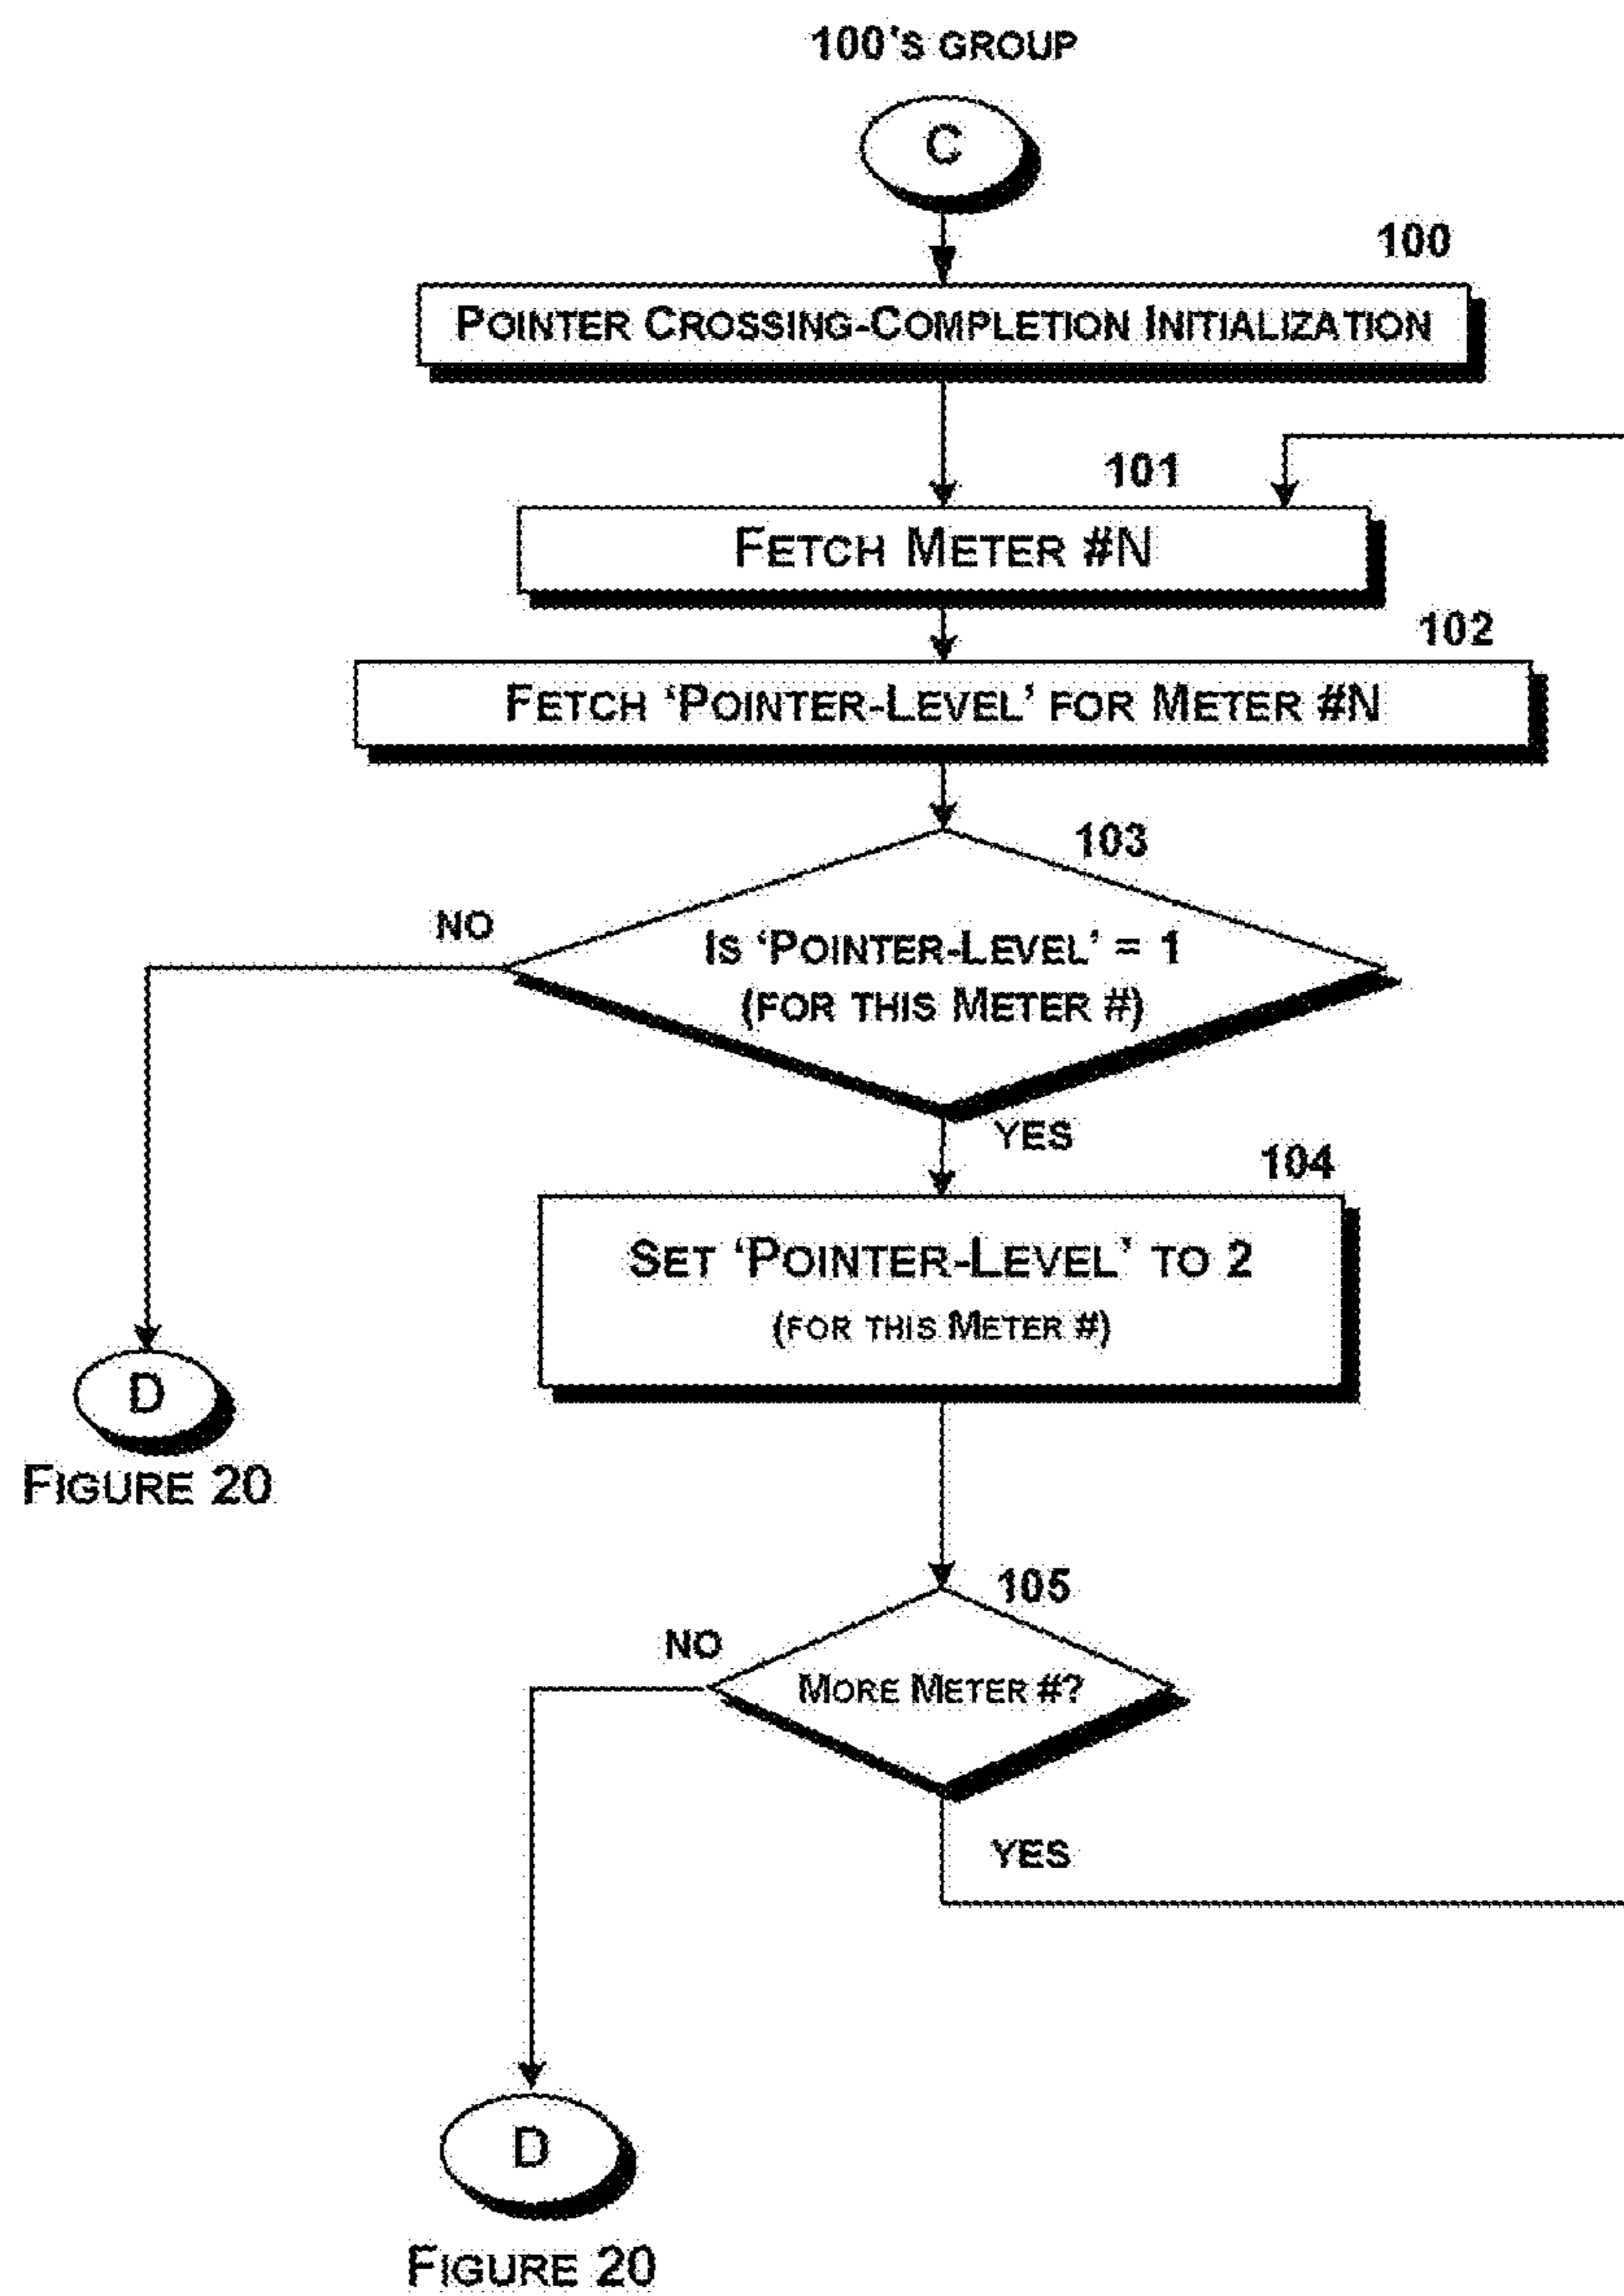 100's GROUP
C
100
POINTER CROSSING-COMPLETION INITIALIZATION
101
FETCH METER #N
102
FETCH 'POINTER-LEVEL' FOR METER #N
103
NO
IS 'POINTER-LEVEL' = 1
(FOR THIS METER #)
YES
104
SET 'POINTER-LEVEL' TO 2
(FOR THIS METER #)
D
FIGURE 20
105
NO
MORE METER #?
YES
D
FIGURE 20